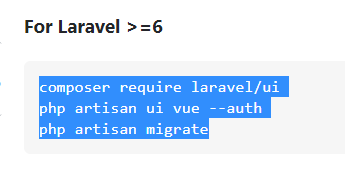 For Laravel >=6
composer require laravel/ui
php artisan ui vue --auth
php artisan migrate